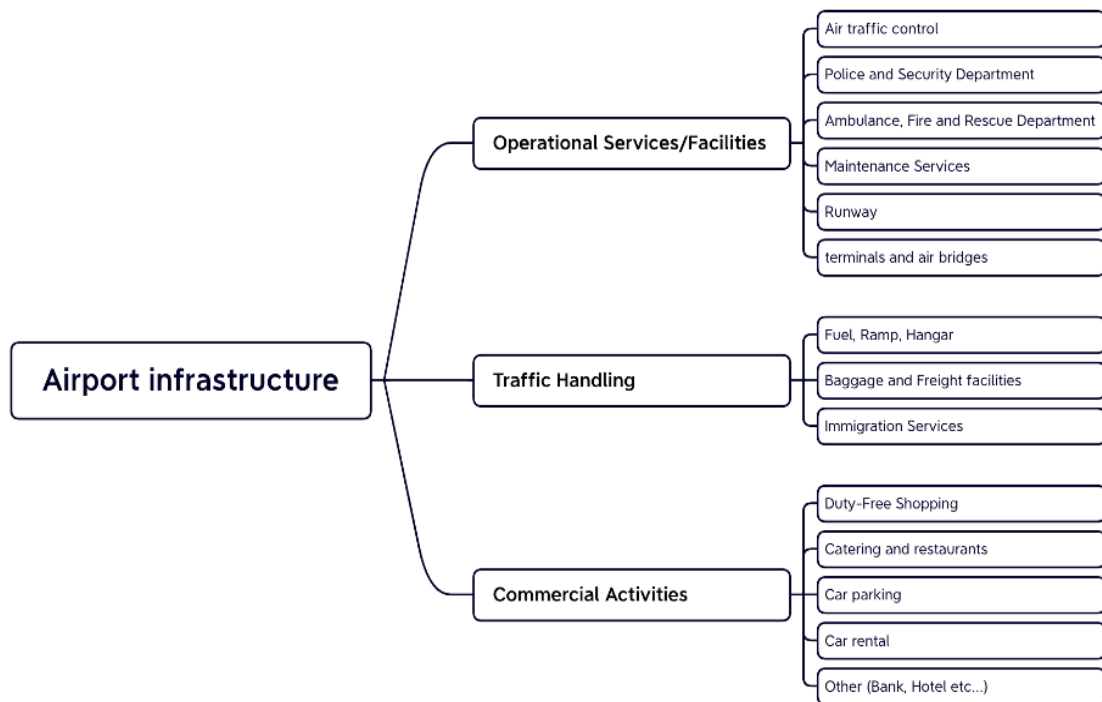 Airport infrastructure
Operational Services/Facilities
Air traffic control
Police and Security Department
Ambulance, Fire and Rescue Department
Maintenance Services
Runway
terminals and air bridges
Traffic Handling
Fuel, Ramp, Hangar
Baggage and Freight facilities
Immigration Services
Commercial Activities
Duty-Free Shopping
Catering and restaurants
Car parking
Car rental
Other (Bank, Hotel etc...)